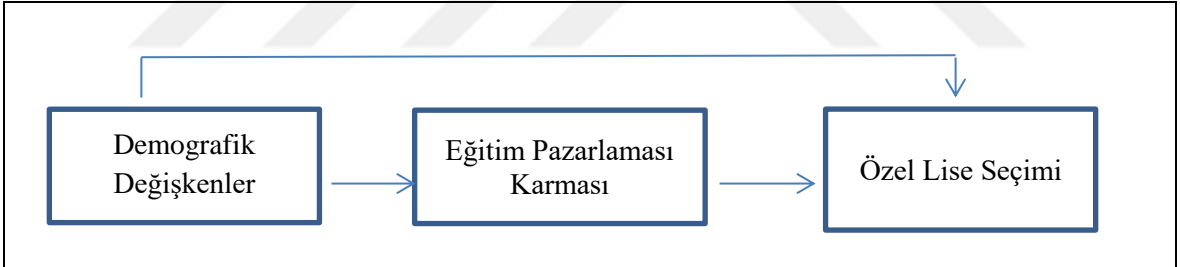 Demografik
Değişkenler
Eğitim Pazarlaması
Karması
Özel Lise Seçimi